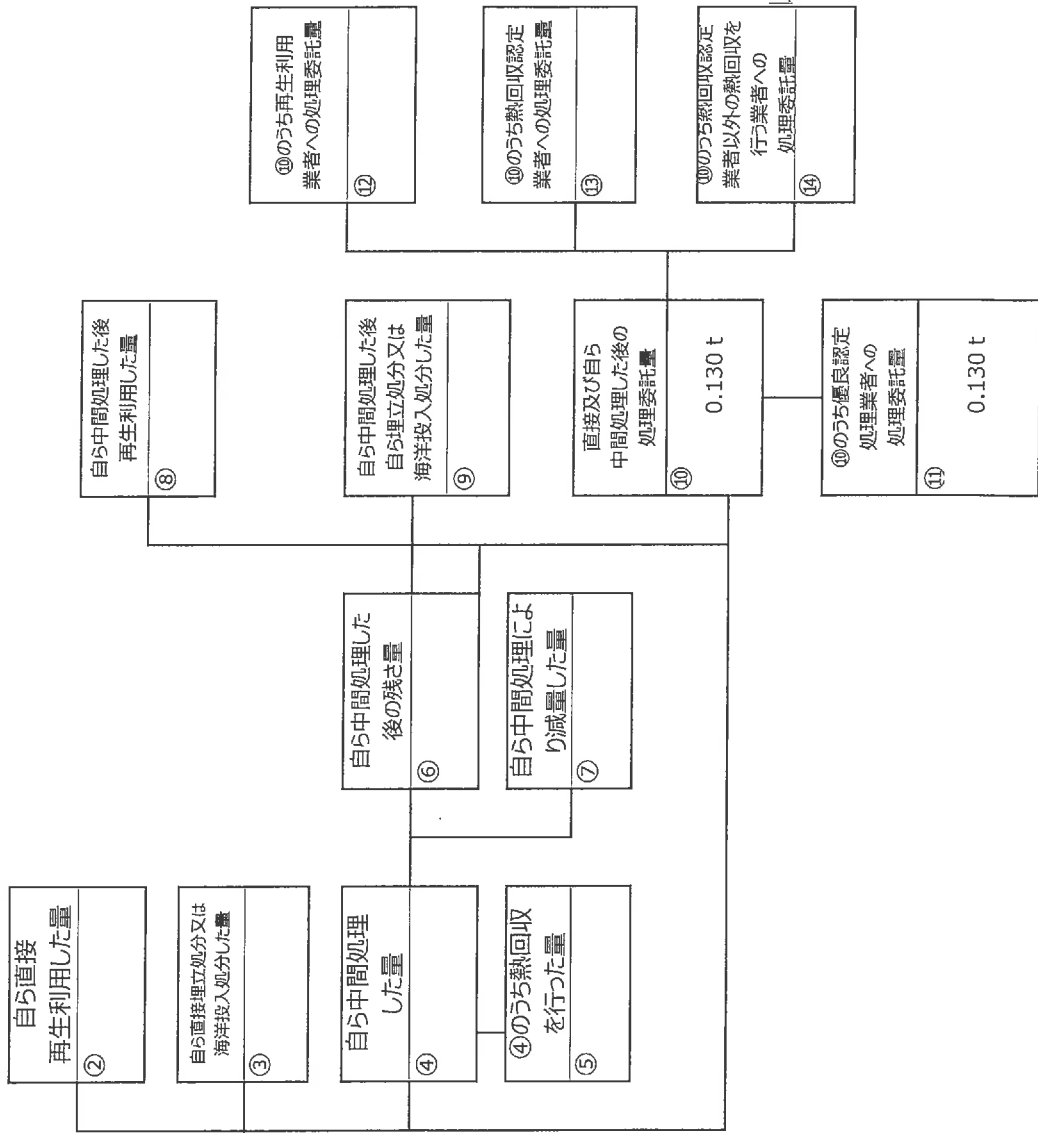 自ら直接
再生利用した量
②
自ら直接埋立処分又は
海洋投入処分した量
③
自ら中間処理
した量
④
④のうち熱回収
を行った量
⑤
自ら中間処理した
後の残さ量
⑥
自ら中間処理によ
り減量した量
⑦
自ら中間処理した後
再生利用した量
⑧
自ら中間処理した後
自ら埋立処分又は
海洋投入処分した量
⑨
直接及び自ら
中間処理した後の
処理委託量
⑩
0.130 t
⑩のうち優良認定
処理業者への
処理委託量
⑪
0.130 t
⑩のうち再生利用
業者への処理委託量
⑫
⑩のうち熱回収認定
業者への処理委託量
⑬
⑩のうち熱回収認定
業者以外の熱回収を
行う業者への
処理委託量
⑭